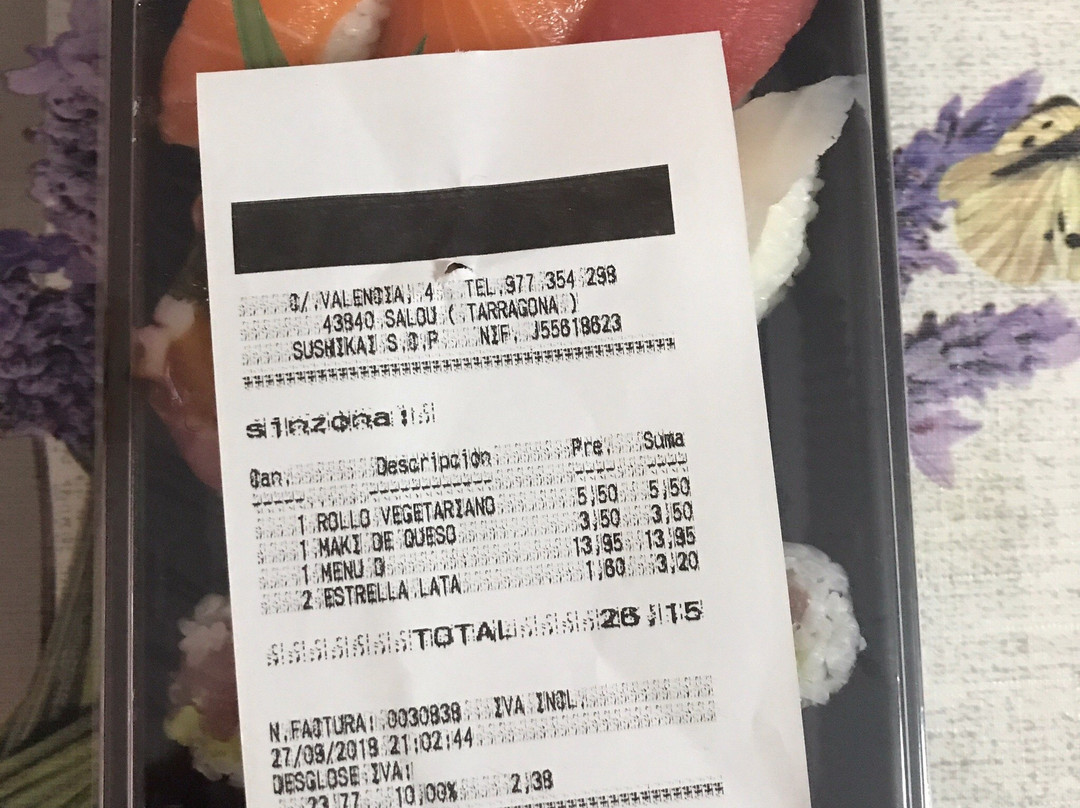 C/ VALENCIA, 4 TEL.977 354 298
43840 SALOU ( TARRAGONA )
SUSHIKAI S.C.P NIF. J55618623
sinzona:
Can. Descripcion Pre. Suma
1 ROLLO VEGETARIANO 5,50 5,50
1 MAKI DE QUESO 3,50 3,50
1 MENU D 13,95 13,95
2 ESTRELLA LATA 1,60 3,20
TOTAL 26,15
N.FACTURA: 0030838 IVA INCL.
21:02:44
DESGLOSE IVA:
23,77 10,00% 2,38